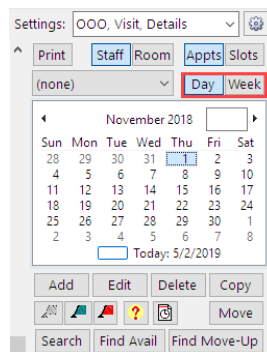 Settings: OOO, Visit, Details
Print Staff Room Appts Slots
(none) Day Week
November 2018
Sun Mon Tue Wed Thu Fri Sat
28 29 30 31 1 2 3
4 5 6 7 8 9 10
11 12 13 14 15 16 17
18 19 20 21 22 23 24
25 26 27 28 29 30 1
2 3 4 5 6 7 8
Today: 5/2/2019
Add Edit Delete Copy
? Move
Search Find Avail Find Move-Up